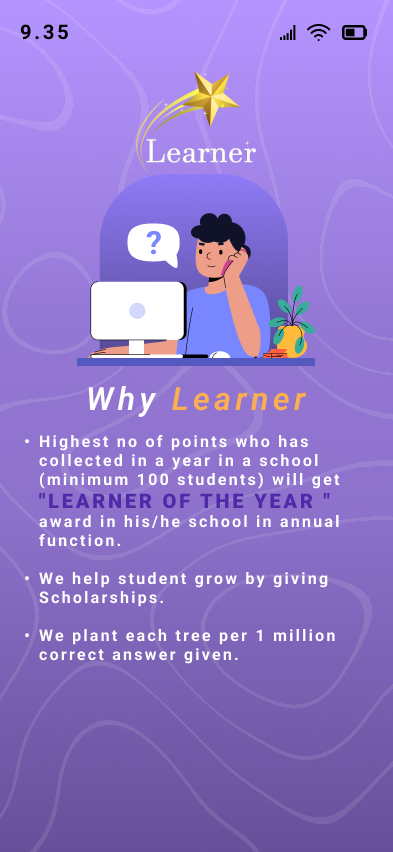 9.35
Learner
?
Why Learner
• Highest no of points who has
collected in a year in a school
(minimum 100 students) will get
"LEARNER OF THE YEAR "
award in his/he school in annual
function.
• We help student grow by giving
Scholarships.
• We plant each tree per 1 million
correct answer given.